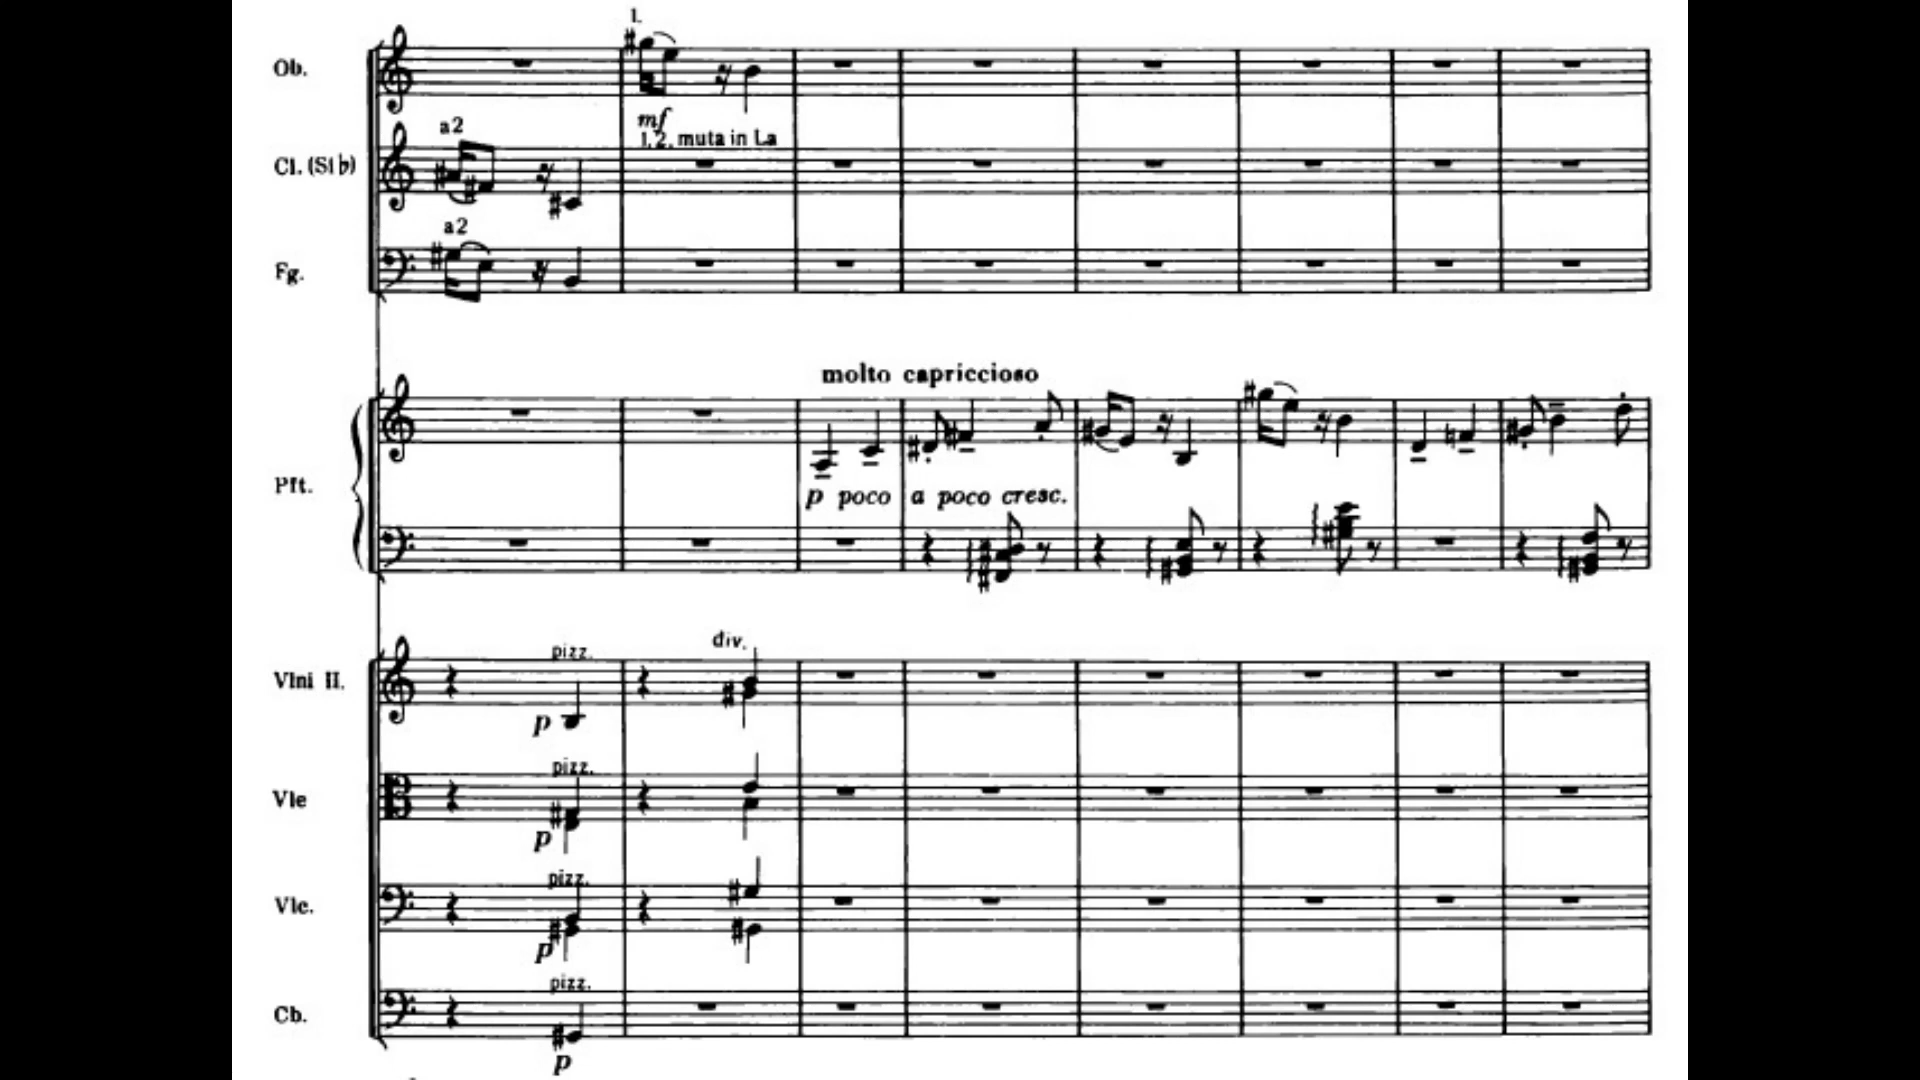 1.
Ob.
mf
a2
1. 2. muta in La
Cl. (Si b)
a2
Fg.
molto capriccioso
Pft.
p poco a poco cresc.
div.
pizz.
Vlni II.
p
pizz.
Vle
p
pizz.
Vlc.
p
pizz.
Cb.
p